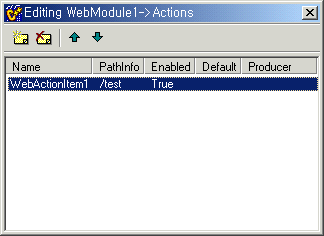 Editing WebModule1->Actions
Name PathInfo Enabled Default Producer
WebActionItem1 /test True